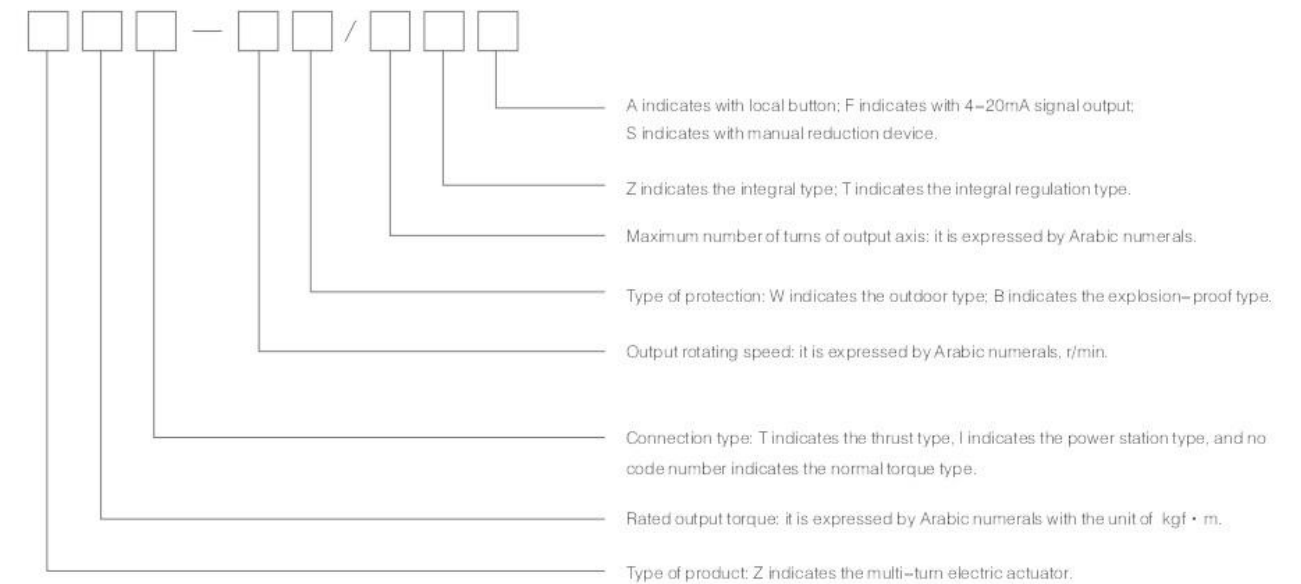 — /
A indicates with local button; F indicates with 4–20mA signal output;
S indicates with manual reduction device.
Z indicates the integral type; T indicates the integral regulation type.
Maximum number of turns of output axis: it is expressed by Arabic numerals.
Type of protection: W indicates the outdoor type; B indicates the explosion–proof type.
Output rotating speed: it is expressed by Arabic numerals, r/min.
Connection type: T indicates the thrust type, I indicates the power station type, and no
code number indicates the normal torque type.
Rated output torque: it is expressed by Arabic numerals with the unit of kgf · m.
Type of product: Z indicates the multi–turn electric actuator.